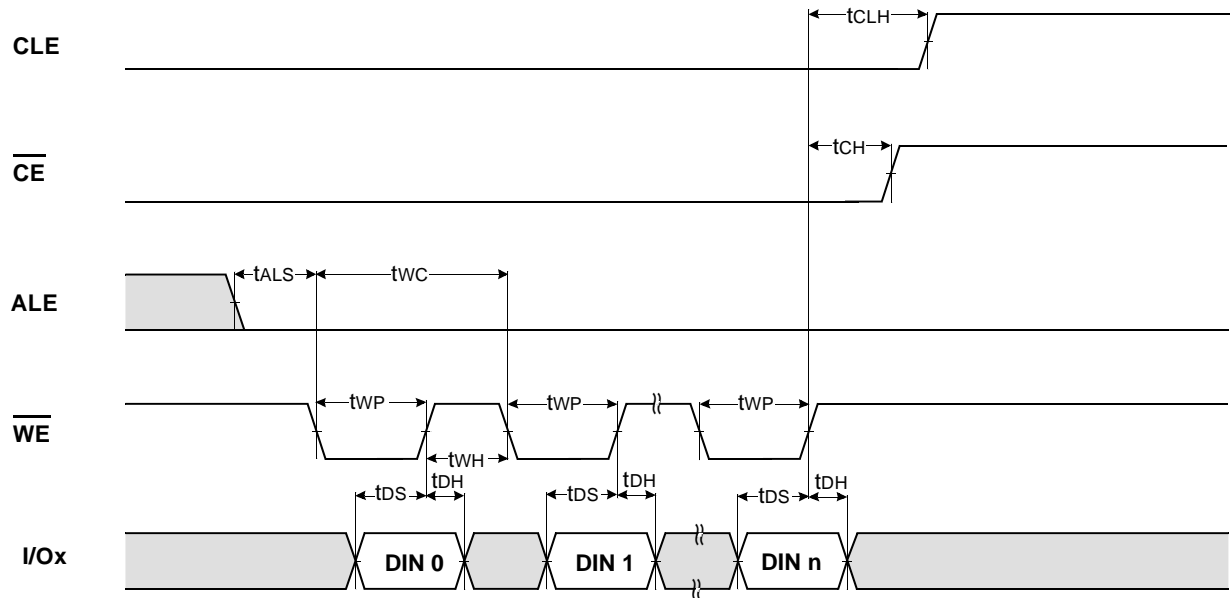 CLE
tCLH
CE
tCH
ALE
tALS
tWC
WE
tWP
tWP
tWP
tWH
tDS
tDH
tDS
tDH
tDS
tDH
I/Ox
DIN 0
DIN 1
DIN n